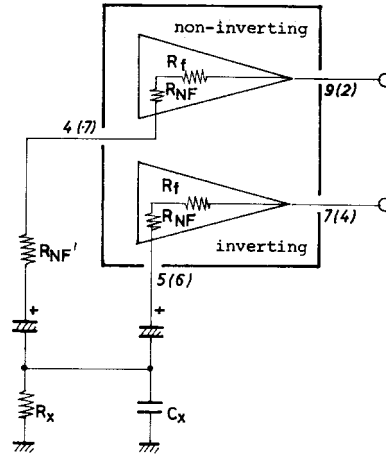 non-inverting
Rf
RNF
9(2)
4(7)
Rf
RNF
7(4)
inverting
RNF'
5(6)
+
+
Rx
Cx